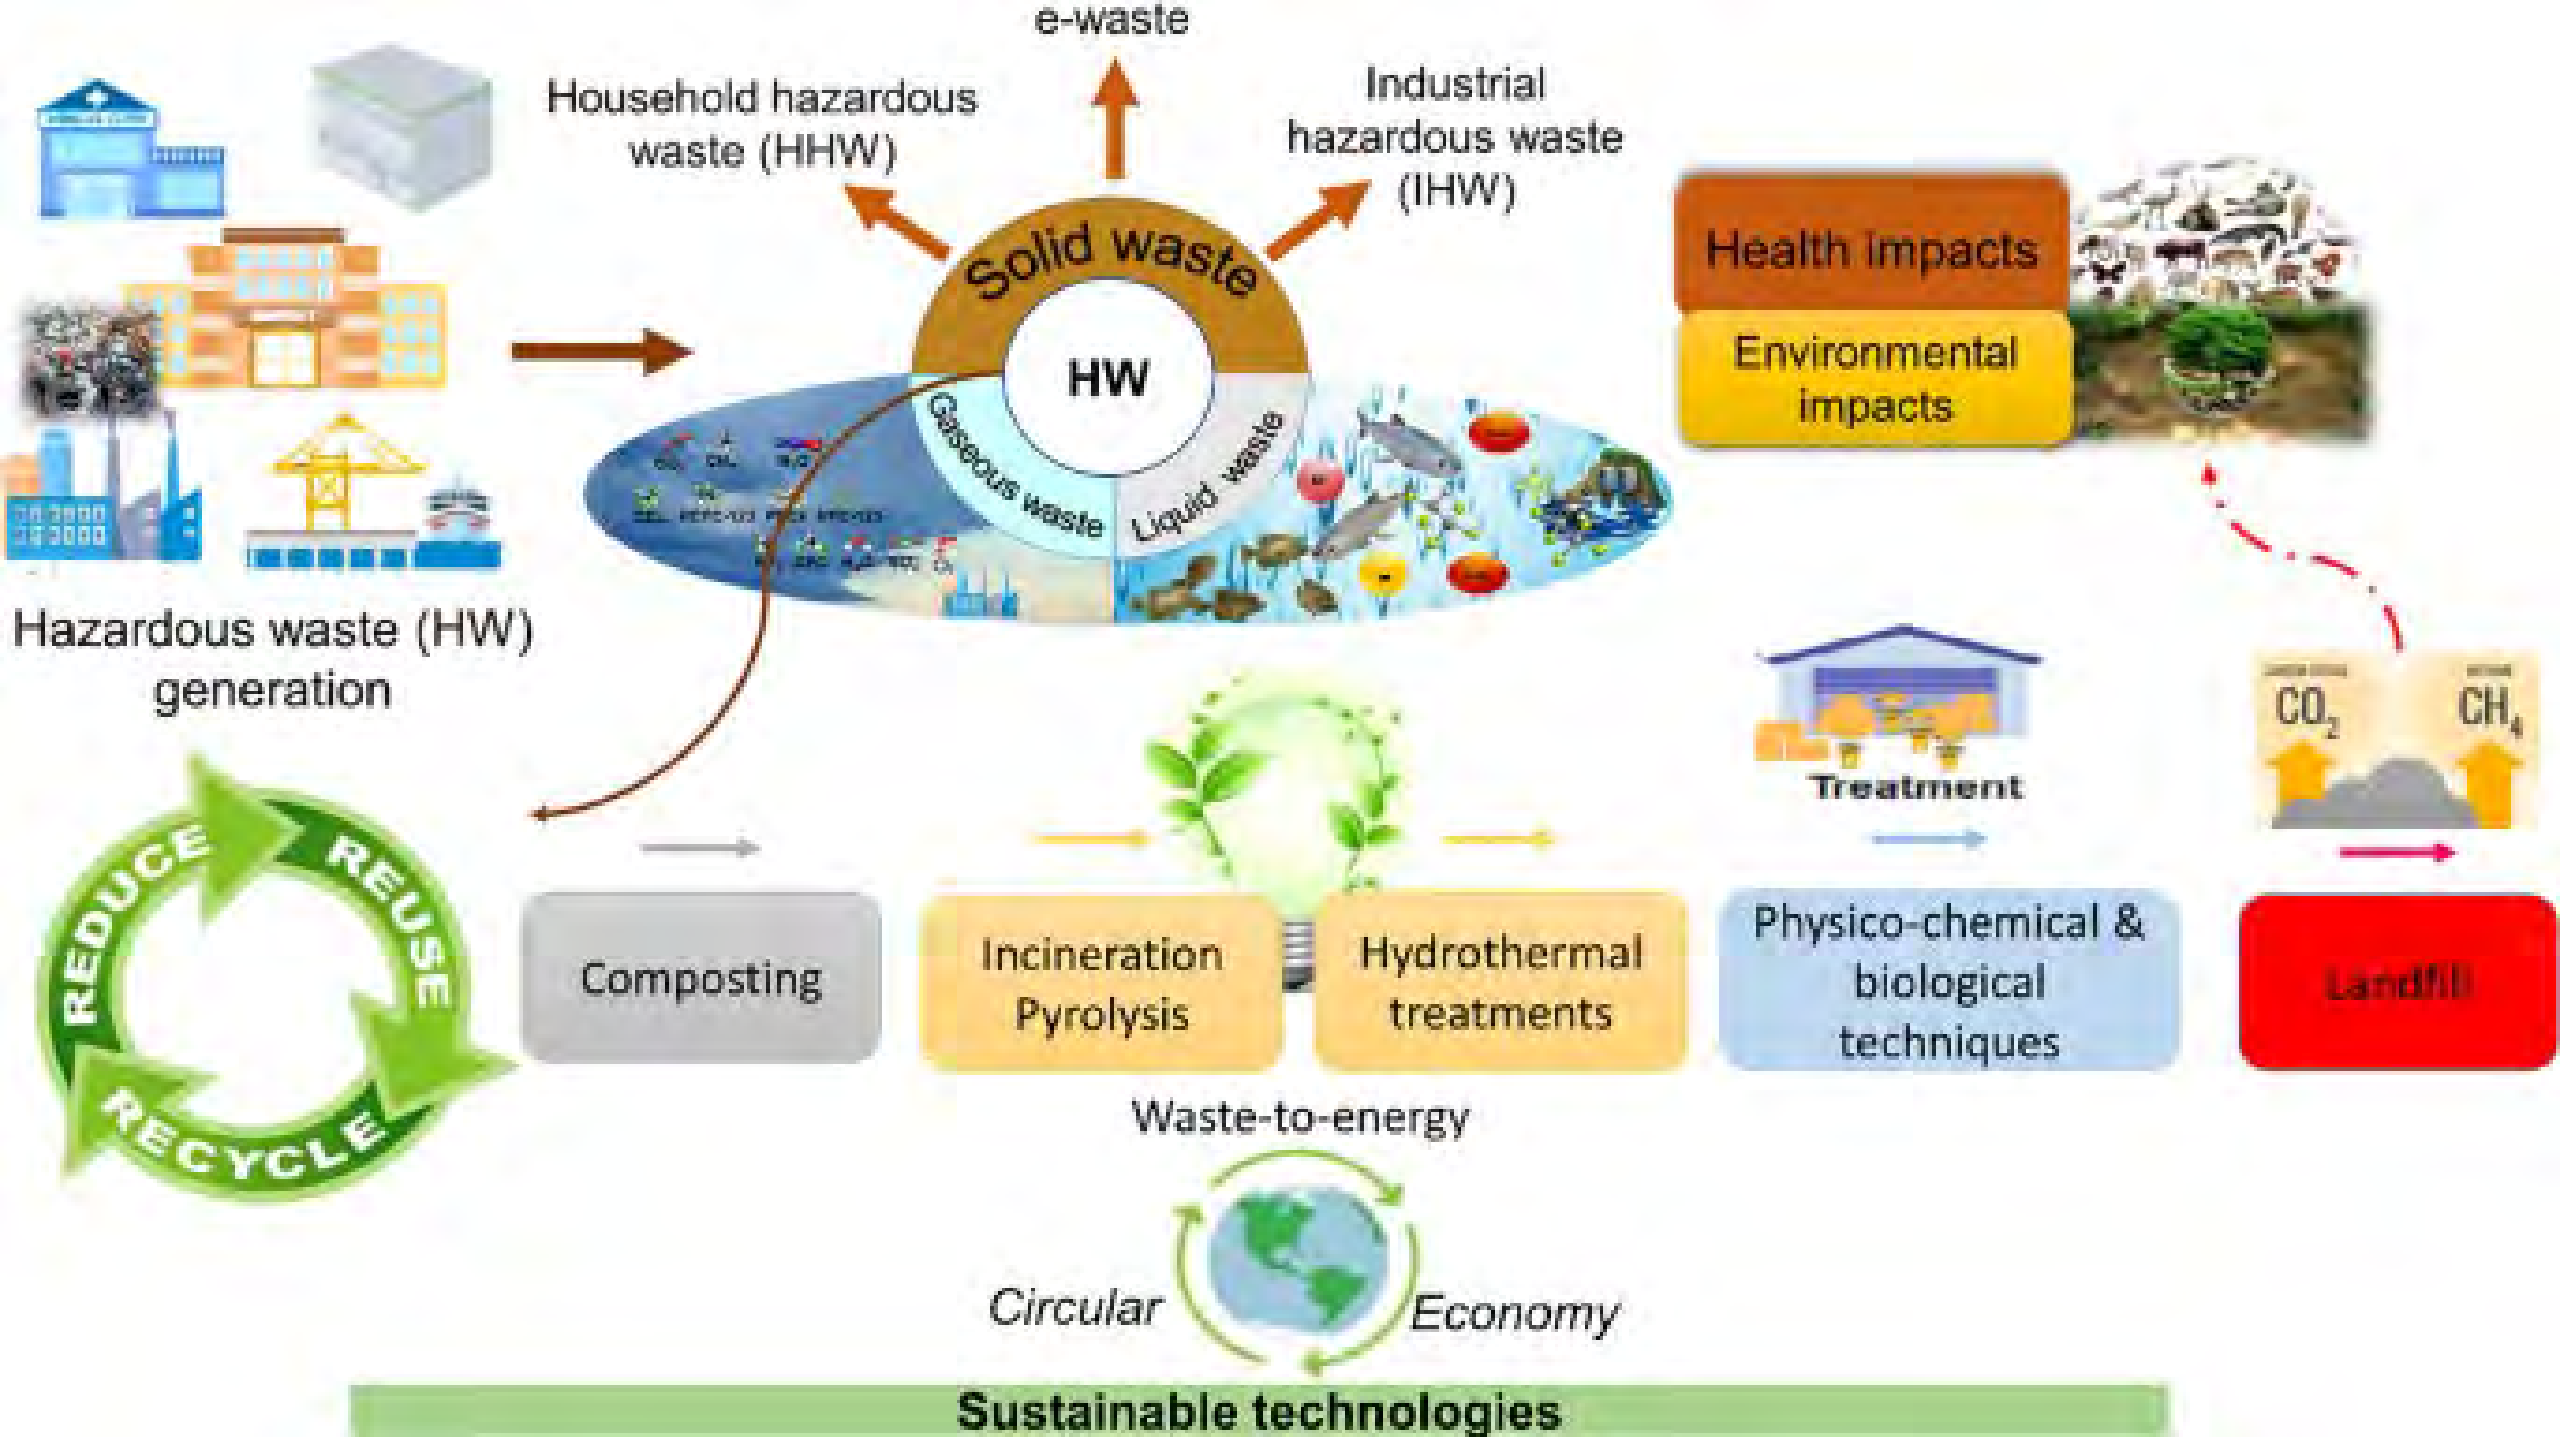 e-waste
Household hazardous
waste (HHW)
Industrial
hazardous waste
(IHW)
Solid waste
HW
Gaseous waste
Liquid waste
Health impacts
Environmental
impacts
Hazardous waste (HW)
generation
REDUCE
REUSE
RECYCLE
Treatment
CO2
CH4
Composting
Incineration
Pyrolysis
Hydrothermal
treatments
Physico-chemical &
biological
techniques
Landfill
Waste-to-energy
Circular
Economy
Sustainable technologies